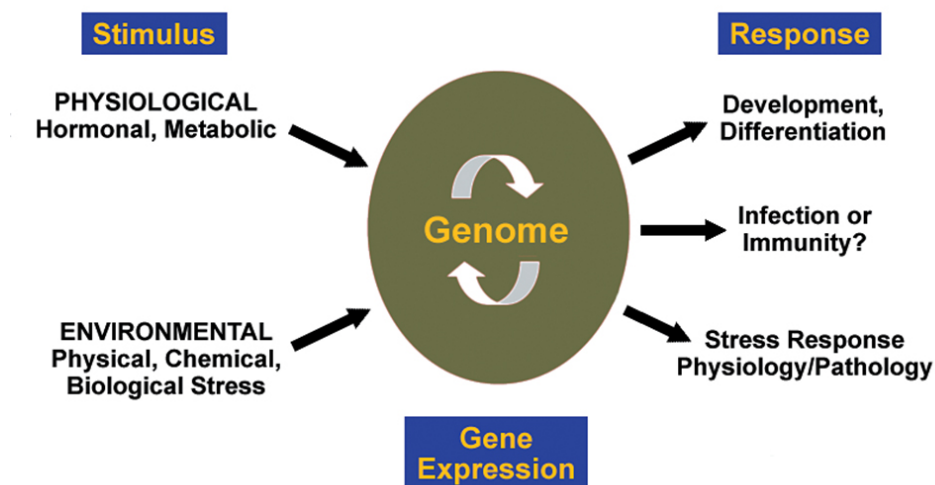 Stimulus
Response
PHYSIOLOGICAL
Hormonal, Metabolic
Development,
Differentiation
Genome
Infection or
Immunity?
ENVIRONMENTAL
Physical, Chemical,
Biological Stress
Stress Response
Physiology/Pathology
Gene
Expression